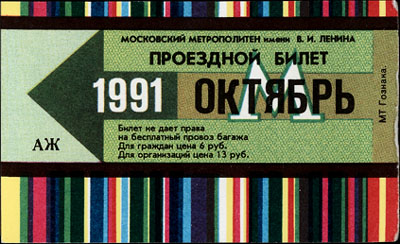 МОСКОВСКИЙ МЕТРОПОЛИТЕН имени В. И. ЛЕНИНА
ПРОЕЗДНОЙ БИЛЕТ
М
1991 ОКТЯБРЬ
АЖ
Билет не дает права
на бесплатный провоз багажа
Для граждан цена 6 руб.
Для организаций цена 13 руб.
МТ Гознака.